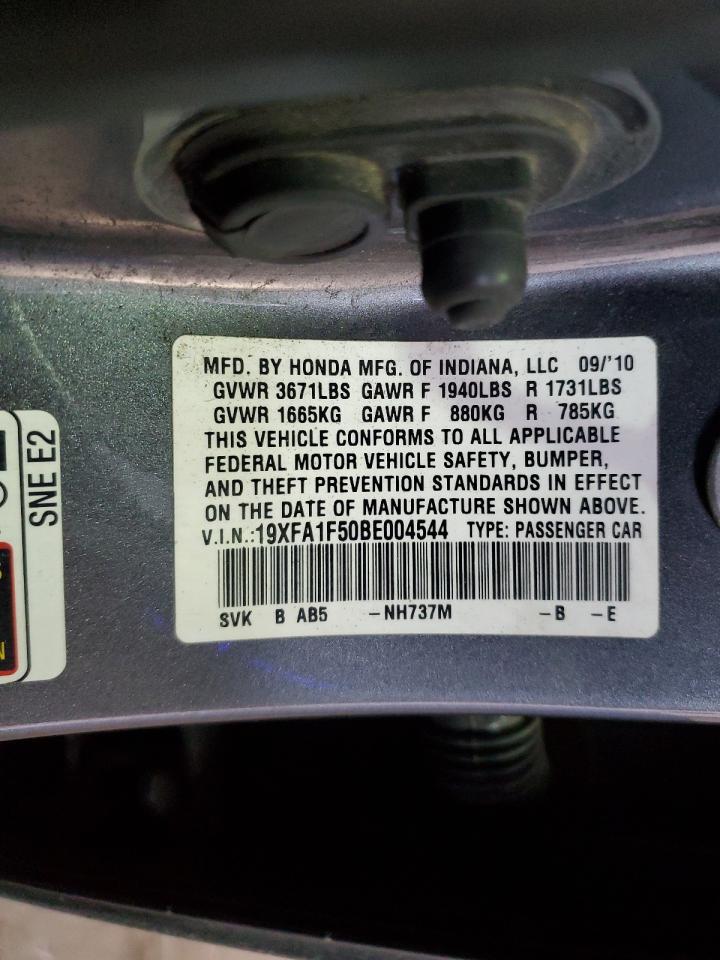 MFD. BY HONDA MFG. OF INDIANA, LLC 09/'10
GVWR 3671LBS GAWR F 1940LBS R 1731LBS
GVWR 1665KG GAWR F 880KG R 785KG
THIS VEHICLE CONFORMS TO ALL APPLICABLE
FEDERAL MOTOR VEHICLE SAFETY, BUMPER,
AND THEFT PREVENTION STANDARDS IN EFFECT
ON THE DATE OF MANUFACTURE SHOWN ABOVE.
V.I.N.:19XFA1F50BE004544 TYPE: PASSENGER CAR
SVK B AB5 –NH737M –B –E
SNE E2